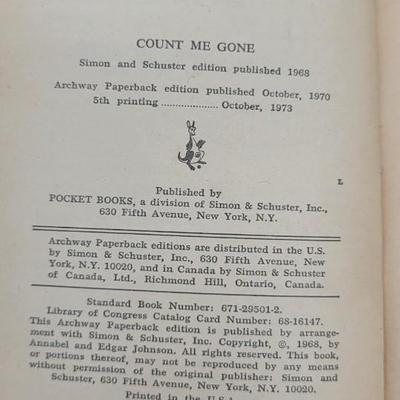 COUNT ME GONE
Simon and Schuster edition published 1968
Archway Paperback edition published October, 1970
5th printing...................October, 1973
L
Published by
POCKET BOOKS, a division of Simon & Schuster, Inc.,
630 Fifth Avenue, New York, N.Y.
Archway Paperback editions are distributed in the U.S.
by Simon & Schuster, Inc., 630 Fifth Avenue, New
York, N.Y. 10020, and in Canada by Simon & Schuster
of Canada, Ltd., Richmond Hill, Ontario, Canada.
Standard Book Number: 671-29501-2.
Library of Congress Catalog Card Number: 68-16147.
This Archway Paperback edition is published by arrange-
ment with Simon & Schuster, Inc. Copyright, ©, 1968, by
Annabel and Edgar Johnson. All rights reserved. This book,
or portions thereof, may not be reproduced by any means
without permission of the original publisher: Simon and
Schuster, 630 Fifth Avenue, New York, N.Y. 10020.
Printed in the U.S.A.